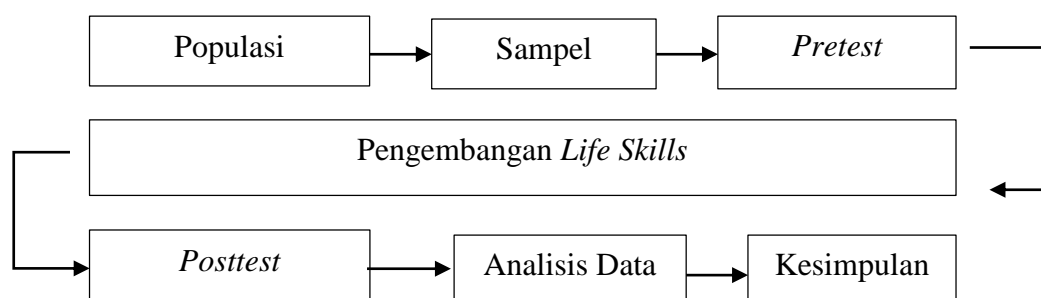 Populasi Sampel Pretest
Pengembangan Life Skills
Posttest Analisis Data Kesimpulan